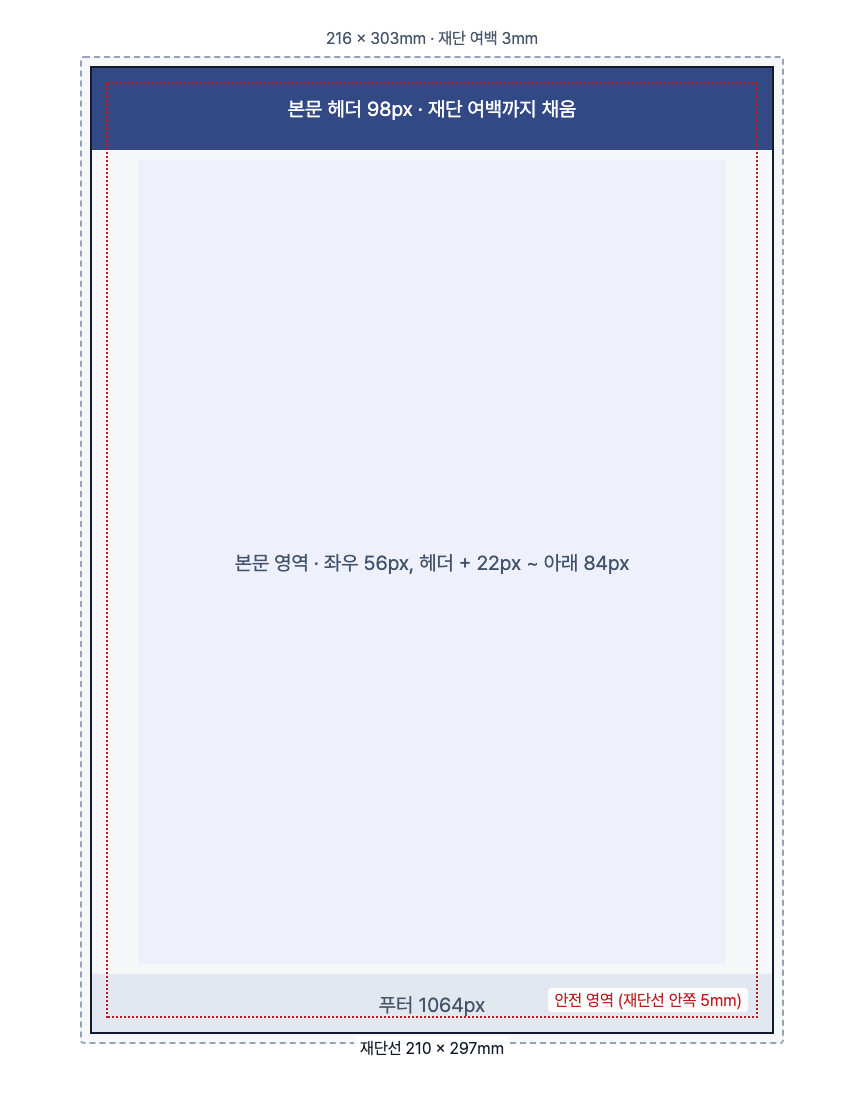 216 × 303mm · 재단 여백 3mm
본문 헤더 98px · 재단 여백까지 채움
본문 영역 · 좌우 56px, 헤더 + 22px ~ 아래 84px
푸터 1064px
안전 영역 (재단선 안쪽 5mm)
재단선 210 × 297mm